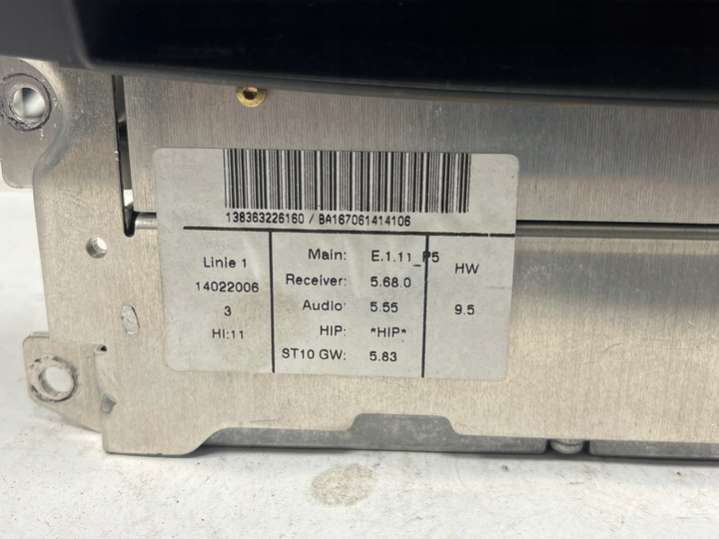 138363226160 / BA167061414106
Linie 1
14022006
3
HI:11
Main: E.1.11_P5
Receiver: 5.68.0
Audio: 5.55
HIP: *HIP*
ST10 GW: 5.83
HW
9.5